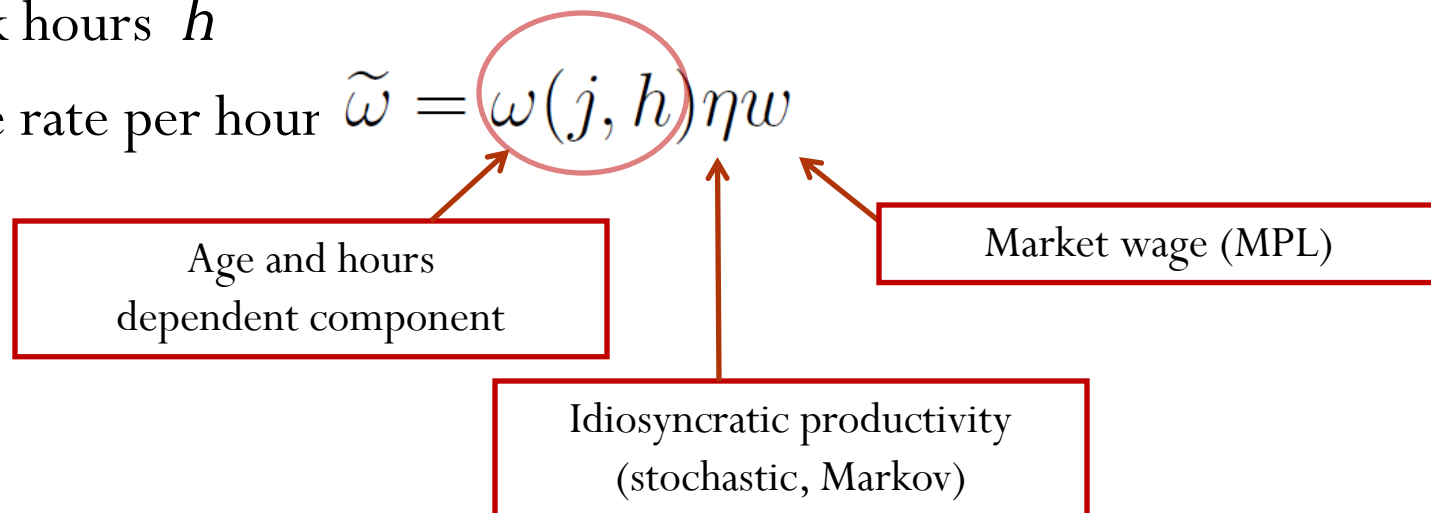 hours h
rate per hour ω̃ = ω(j, h)ηw
Age and hours
dependent component
Market wage (MPL)
Idiosyncratic productivity
(stochastic, Markov)